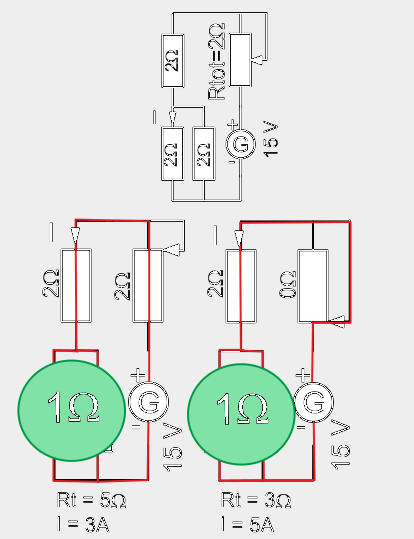 2Ω
Rtot=2Ω
I
2Ω
2Ω
+
G
-
15 V
I
2Ω
2Ω
1Ω
+
G
-
15 V
Rt = 5Ω
I = 3A
I
2Ω
0Ω
1Ω
+
G
-
15 V
Rt = 3Ω
I = 5A